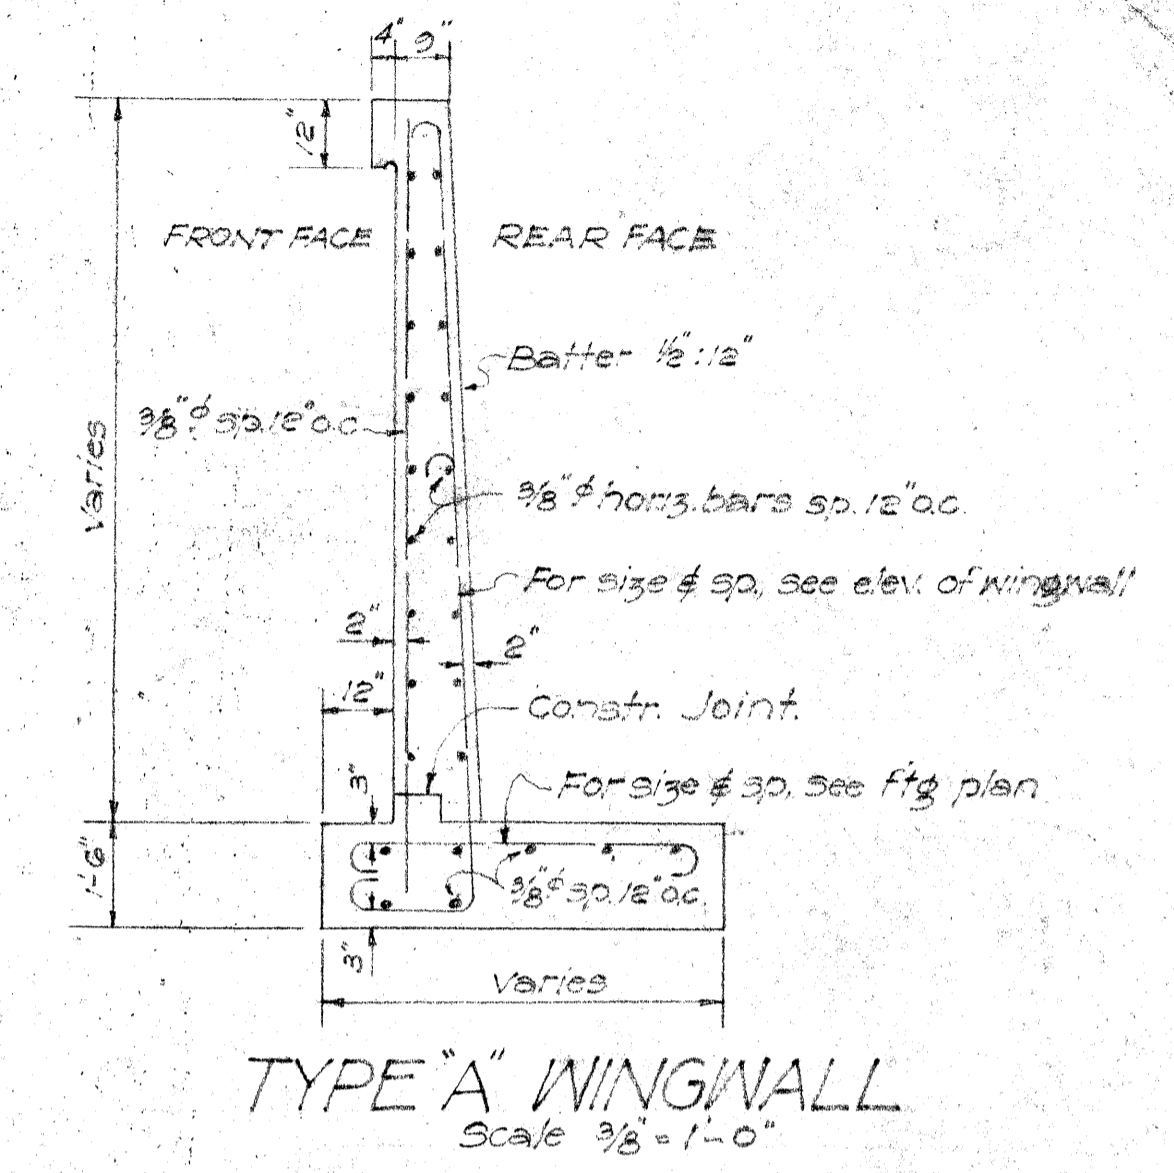 4" 9"
12"
FRONT FACE REAR FACE
Batter ½":12"
3/8"ϕ sp. 12" o.c.
Varies
3/8"ϕ horiz. bars sp. 12" o.c.
For size & sp., see elev. of wingwall
2"
2"
12"
Constr. Joint.
3"
For size & sp. see ftg plan
1'-6"
3/8"ϕ sp. 12" o.c.
3"
Varies
TYPE "A" WINGWALL
Scale 3/8" = 1'-0"